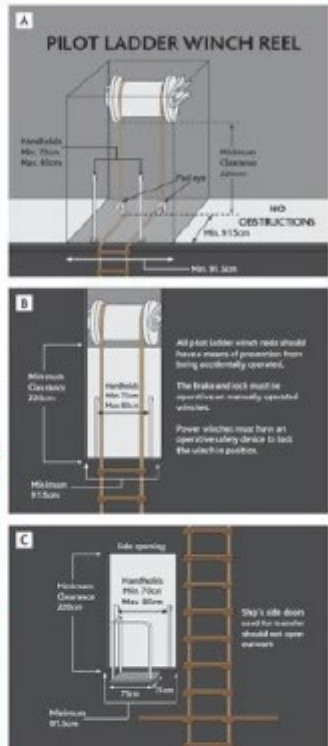 A
PILOT LADDER WINCH REEL
Handholds
Min. 70cm
Max. 80cm
Minimum
Clearance
220cm
Pad eye
NO
OBSTRUCTIONS
Min. 91.5cm
Min. 91.5cm
B
All pilot ladder winch reels should
have a means of prevention from
being accidentally operated.
Minimum
Clearance
220cm
Handholds
Min. 70cm
Max. 80cm
The brake and lock must be
operative on manually operated
winches.
Power winches must have an
operative safety device to lock
the winch in position.
Minimum
91.5cm
C
Side opening
Minimum
Clearance
220cm
Handholds
Min. 70cm
Max. 80cm
Ship's side doors
used for transfer
should not open
outwards
75cm
75cm
Minimum
91.5cm